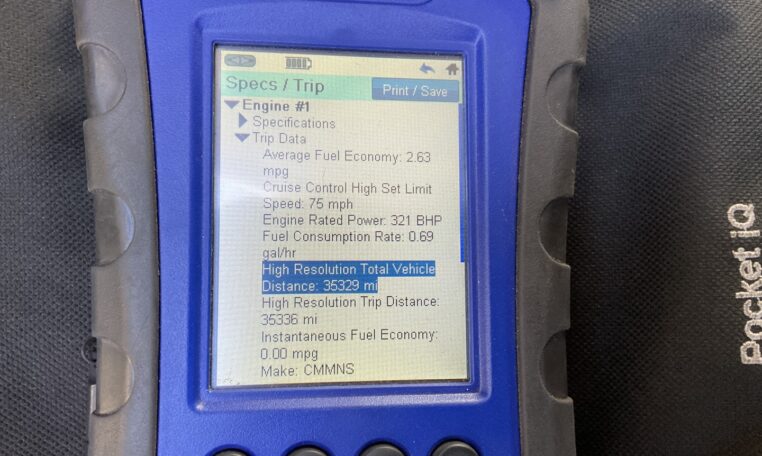 Specs / Trip
Print / Save
Engine #1
Specifications
Trip Data
Average Fuel Economy: 2.63
mpg
Cruise Control High Set Limit
Speed: 75 mph
Engine Rated Power: 321 BHP
Fuel Consumption Rate: 0.69
gal/hr
High Resolution Total Vehicle
Distance: 35329 mi
High Resolution Trip Distance:
35336 mi
Instantaneous Fuel Economy:
0.00 mpg
Make: CMMNS
Pocket iQ